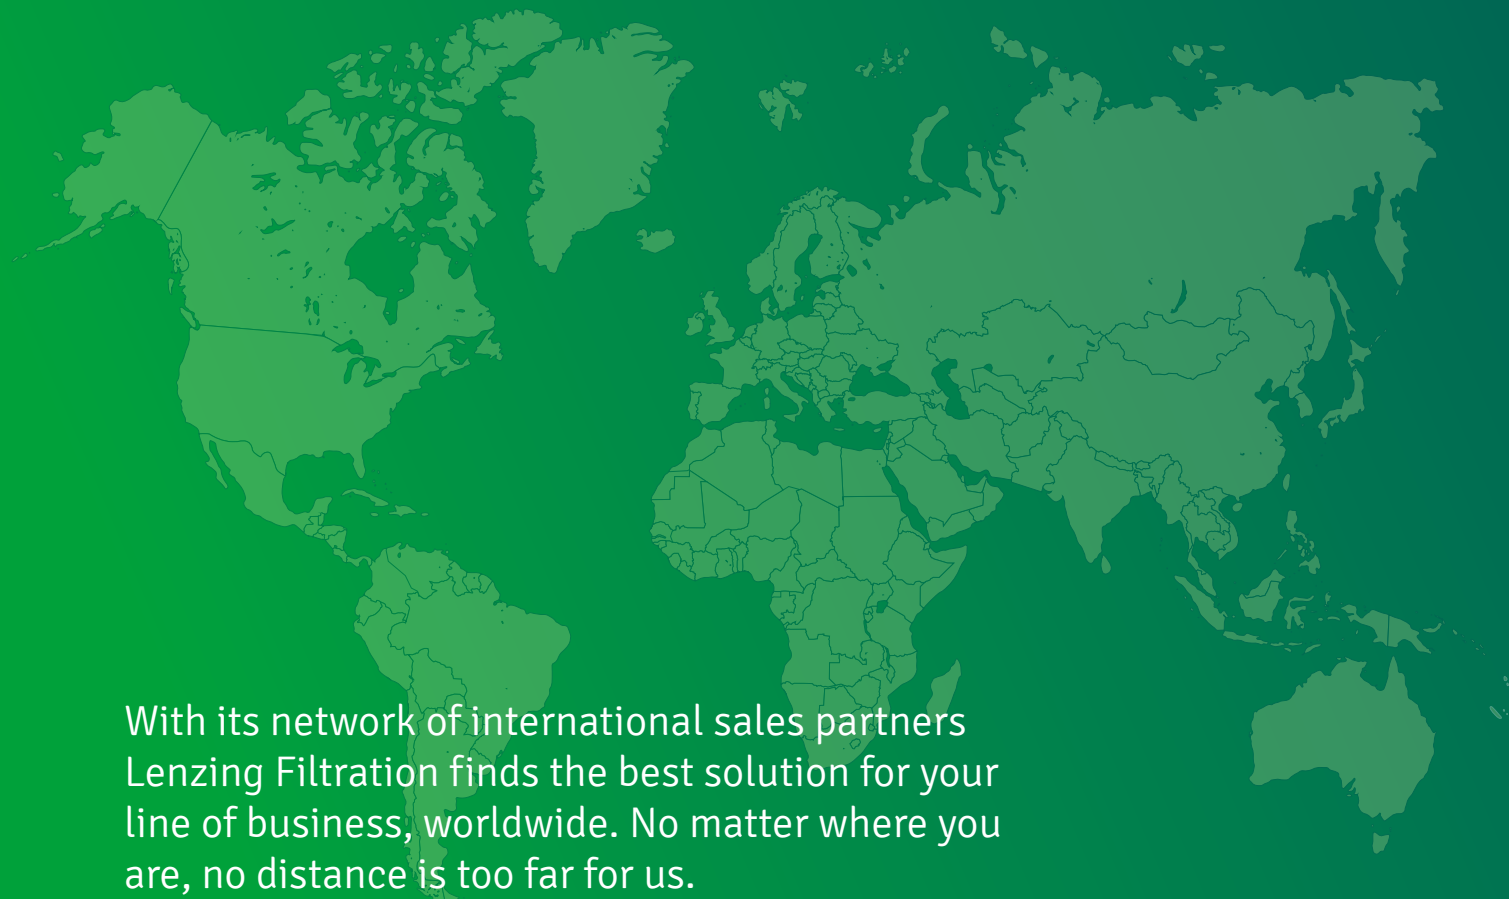 With its network of international sales partners
Lenzing Filtration finds the best solution for your
line of business, worldwide. No matter where you
are, no distance is too far for us.